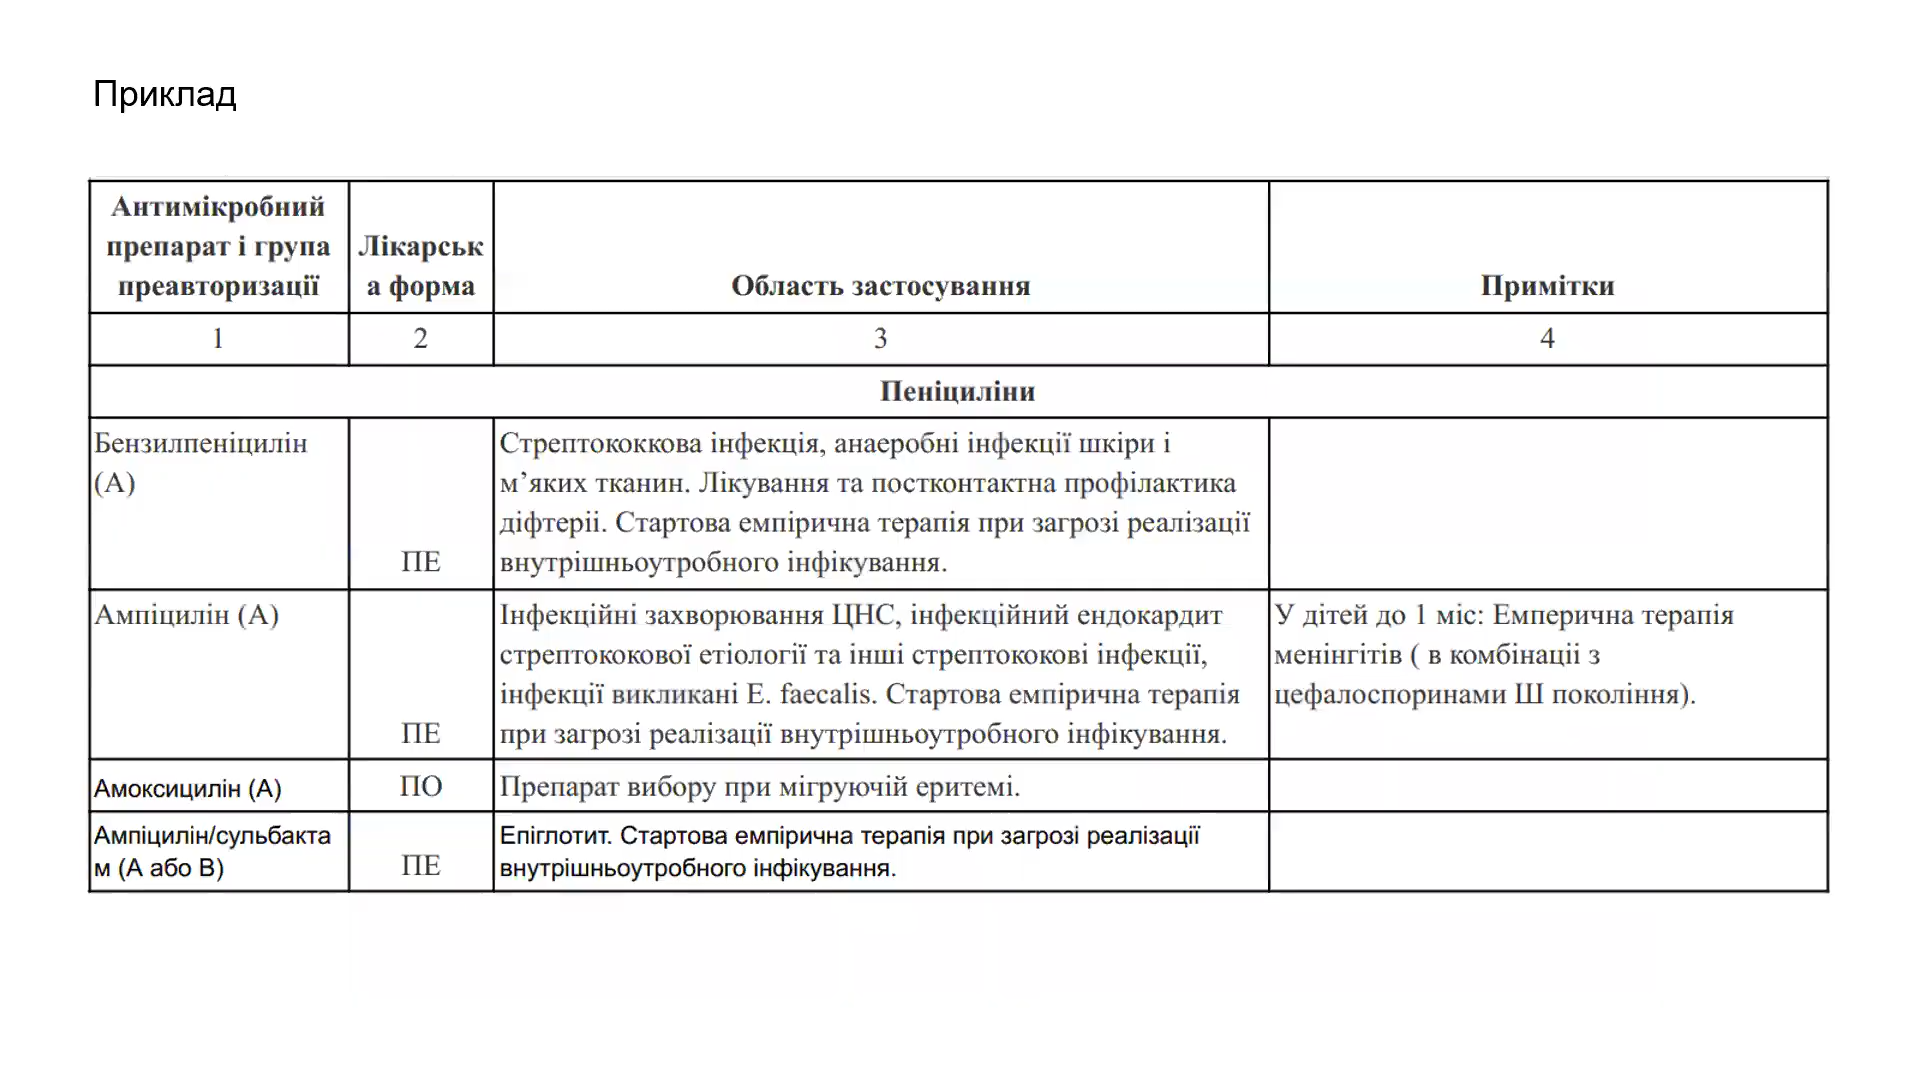 Приклад
Антимікробний
препарат і група
преавторизації
Лікарськ
а форма
Область застосування
Примітки
1
2
3
4
Пеніциліни
Бензилпеніцилін
(А)
ПЕ
Стрептококкова інфекція, анаеробні інфекції шкіри і
м’яких тканин. Лікування та постконтактна профілактика
діфтеріі. Стартова емпірична терапія при загрозі реалізації
внутрішньоутробного інфікування.
Ампіцилін (А)
ПЕ
Інфекційні захворювання ЦНС, інфекційний ендокардит
стрептококової етіології та інші стрептококові інфекції,
інфекції викликані E. faecalis. Стартова емпірична терапія
при загрозі реалізації внутрішньоутробного інфікування.
У дітей до 1 міс: Емперична терапія
менінгітів ( в комбінаціі з
цефалоспоринами Ш покоління).
Амоксицилін (А)
ПО
Препарат вибору при мігруючій еритемі.
Ампіцилін/сульбакта
м (А або В)
ПЕ
Епіглотит. Стартова емпірична терапія при загрозі реалізації
внутрішньоутробного інфікування.